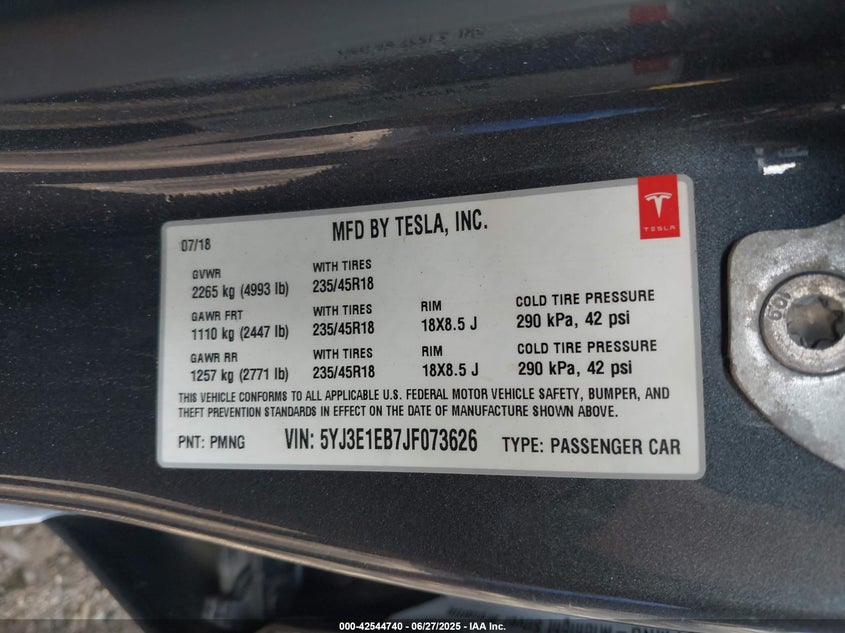 MFD BY TESLA, INC.
TESLA
07/18
GVWR WITH TIRES
2265 kg (4993 lb) 235/45R18
GAWR FRT WITH TIRES RIM COLD TIRE PRESSURE
1110 kg (2447 lb) 235/45R18 18X8.5 J 290 kPa, 42 psi
GAWR RR WITH TIRES RIM COLD TIRE PRESSURE
1257 kg (2771 lb) 235/45R18 18X8.5 J 290 kPa, 42 psi
THIS VEHICLE CONFORMS TO ALL APPLICABLE U.S. FEDERAL MOTOR VEHICLE SAFETY, BUMPER, AND
THEFT PREVENTION STANDARDS IN EFFECT ON THE DATE OF MANUFACTURE SHOWN ABOVE.
PNT: PMNG VIN: 5YJ3E1EB7JF073626 TYPE: PASSENGER CAR
000-42544740 - 06/27/2025 - IAA Inc.